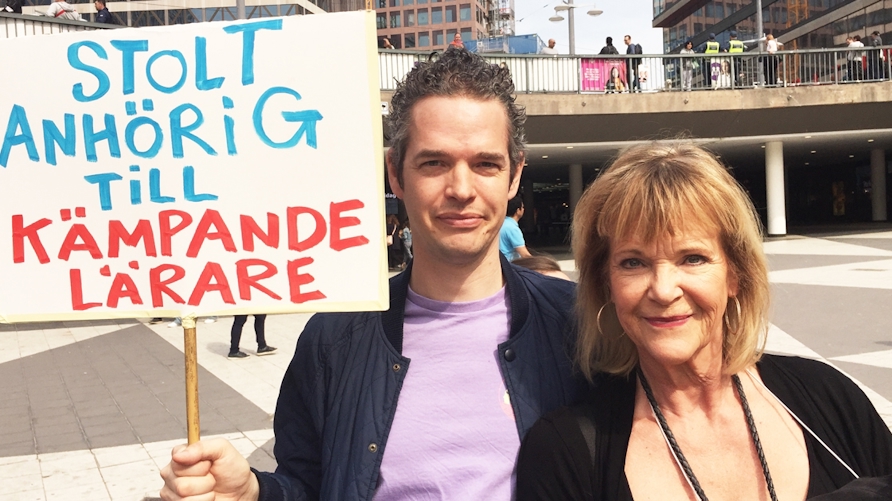 STOLT
ANHÖRiG
TiLL
KÄMPANDE
LÄRARE